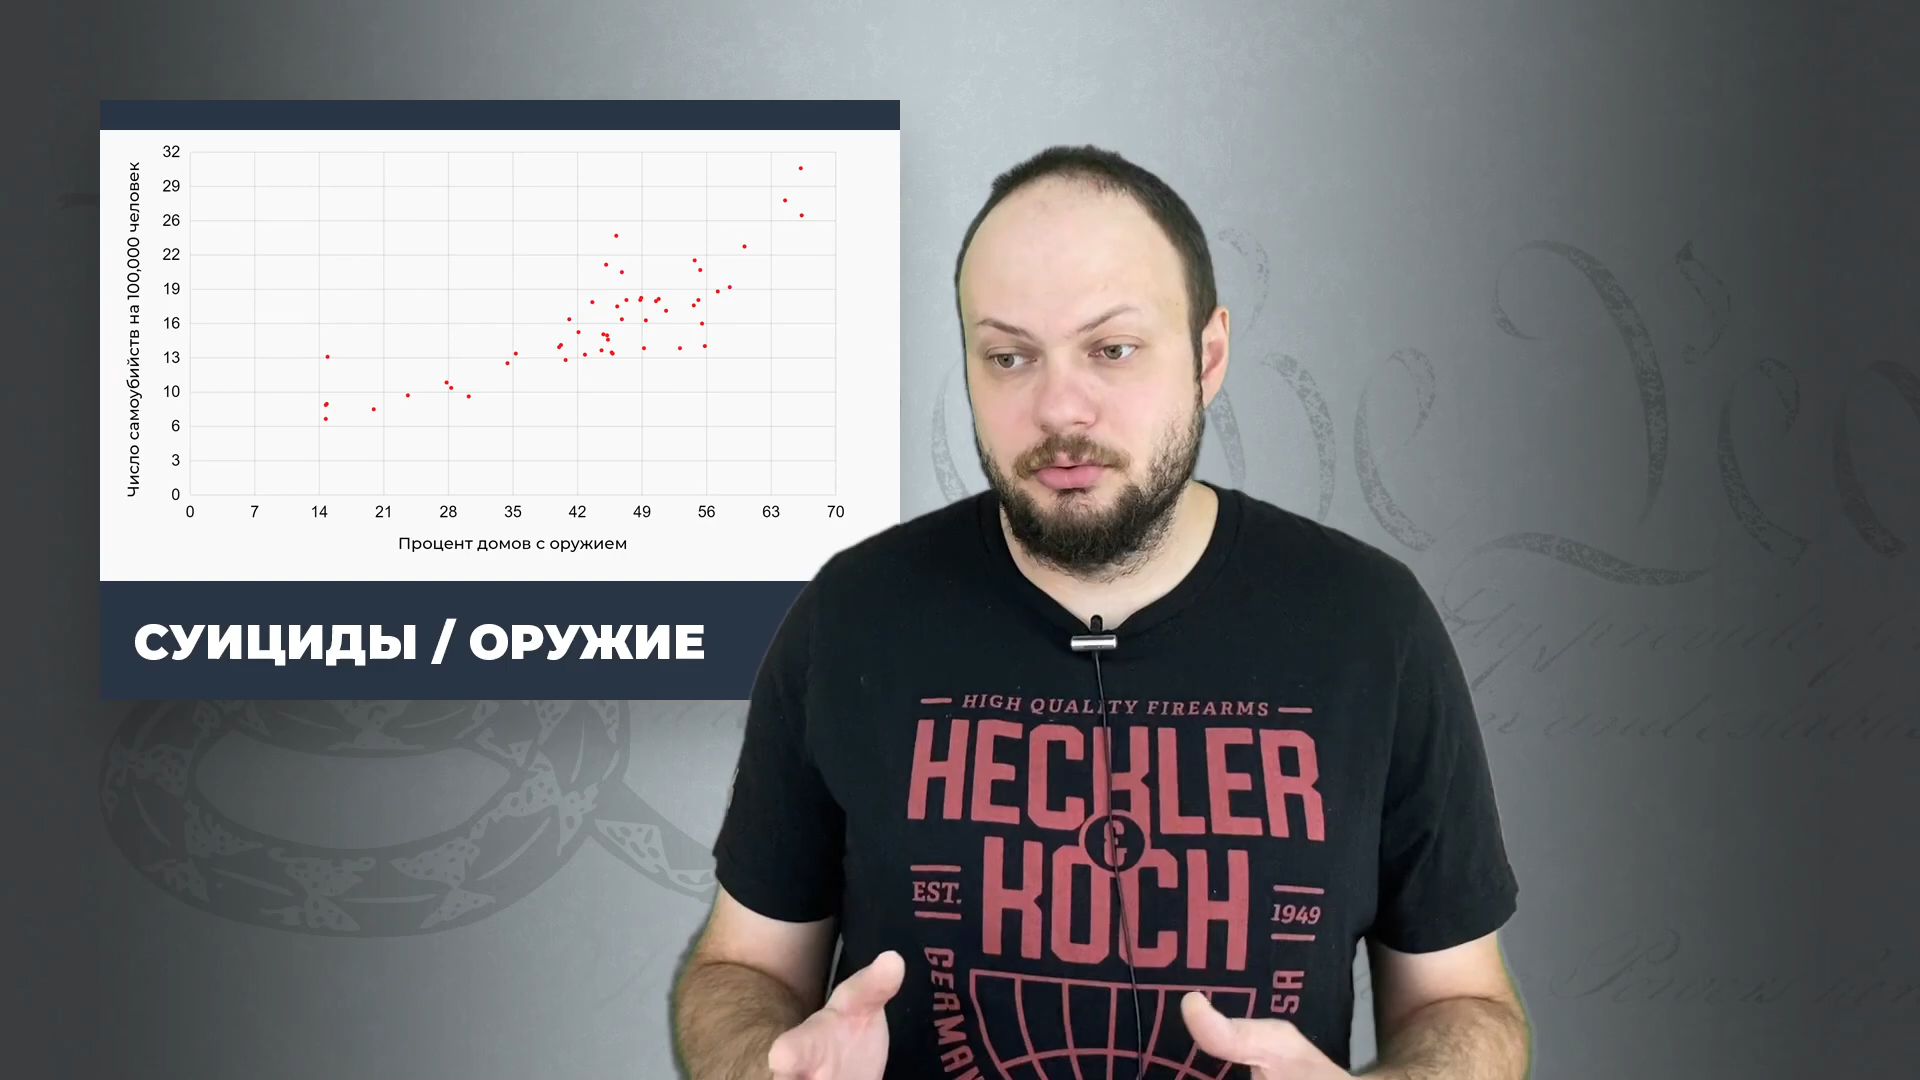 Число самоубийств на 100,000 человек
32
29
26
22
19
16
13
10
6
3
0
0 7 14 21 28 35 42 49 56 63 70
Процент домов с оружием
СУИЦИДЫ / ОРУЖИЕ
HIGH QUALITY FIREARMS
HECKLER
&
KOCH
EST. 1949